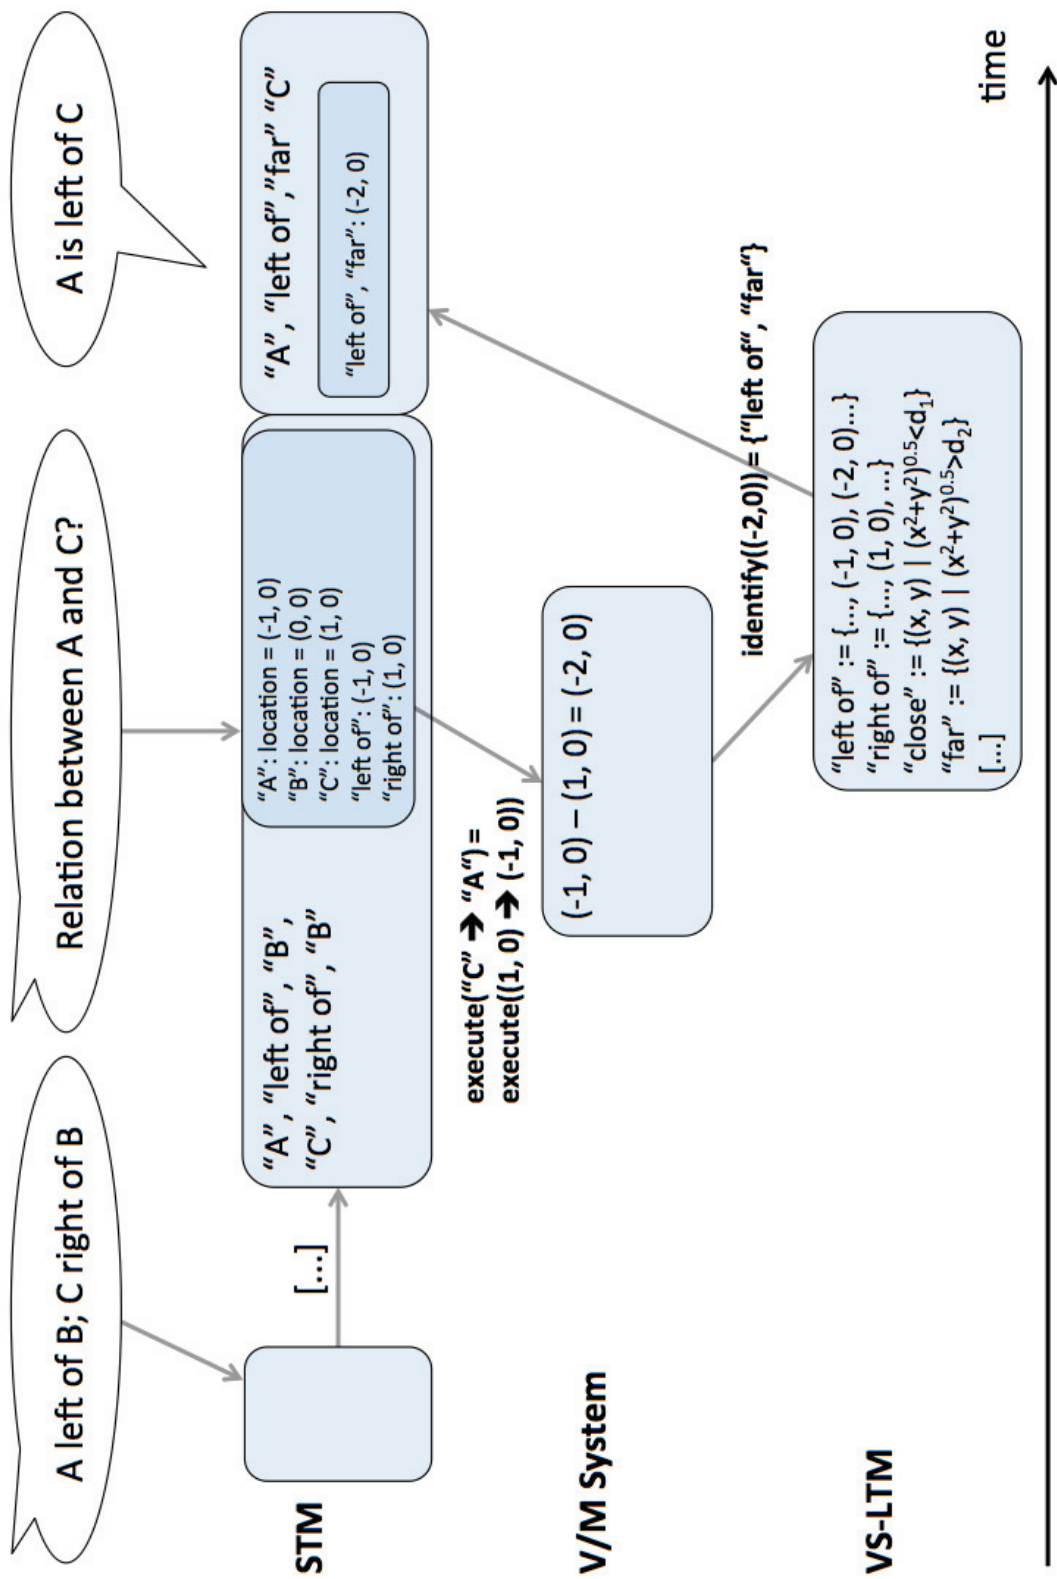 A left of B; C right of B
Relation between A and C?
A is left of C
STM
[...]
“A”, “left of”, “B”,
“C”, “right of”, “B”
“A”: location = (-1, 0)
“B”: location = (0, 0)
“C”: location = (1, 0)
“left of”: (-1, 0)
“right of”: (1, 0)
“A”, “left of”,“far” “C”
“left of”, “far”: (-2, 0)
execute(“C” ➔ “A“) =
execute((1, 0) ➔ (-1, 0))
V/M System
(-1, 0) – (1, 0) = (-2, 0)
identify((-2,0)) = {“left of“, “far“}
VS-LTM
“left of” := {..., (-1, 0), (-2, 0)...}
“right of” := {..., (1, 0), ...}
“close” := {(x, y) | (x²+y²)⁰·⁵<d₁}
“far” := {(x, y) | (x²+y²)⁰·⁵>d₂}
[...]
time